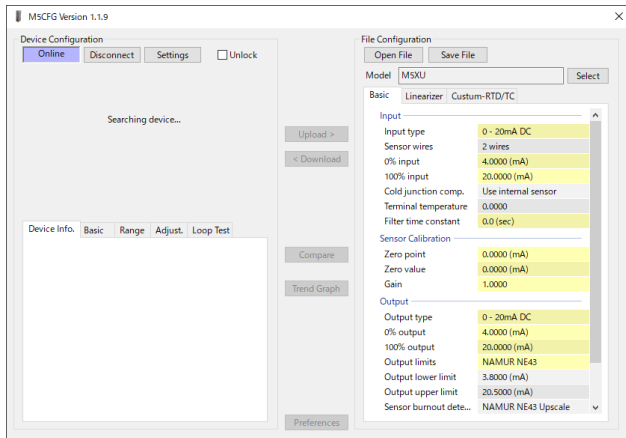 M5CFG Version 1.1.9
Device Configuration
Online Disconnect Settings Unlock
Searching device...
Device Info. Basic Range Adjust. Loop Test
Upload >
< Download
Compare
Trend Graph
Preferences
File Configuration
Open File Save File
Model M5XU Select
Basic Linearizer Custum-RTD/TC
Input
Input type 0 - 20mA DC
Sensor wires 2 wires
0% input 4.0000 (mA)
100% input 20.0000 (mA)
Cold junction comp. Use internal sensor
Terminal temperature 0.0000
Filter time constant 0.0 (sec)
Sensor Calibration
Zero point 0.0000 (mA)
Zero value 0.0000 (mA)
Gain 1.0000
Output
Output type 0 - 20mA DC
0% output 4.0000 (mA)
100% output 20.0000 (mA)
Output limits NAMUR NE43
Output lower limit 3.8000 (mA)
Output upper limit 20.5000 (mA)
Sensor burnout dete... NAMUR NE43 Upscale